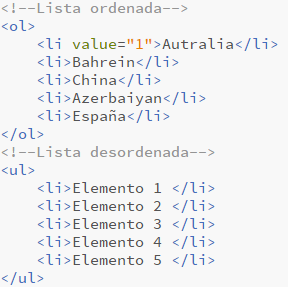 <!--Lista ordenada-->
<ol>
    <li value="1">Autralia</li>
    <li>Bahrein</li>
    <li>China</li>
    <li>Azerbaiyan</li>
    <li>España</li>
</ol>
<!--Lista desordenada-->
<ul>
    <li>Elemento 1 </li>
    <li>Elemento 2 </li>
    <li>Elemento 3 </li>
    <li>Elemento 4 </li>
    <li>Elemento 5 </li>
</ul>